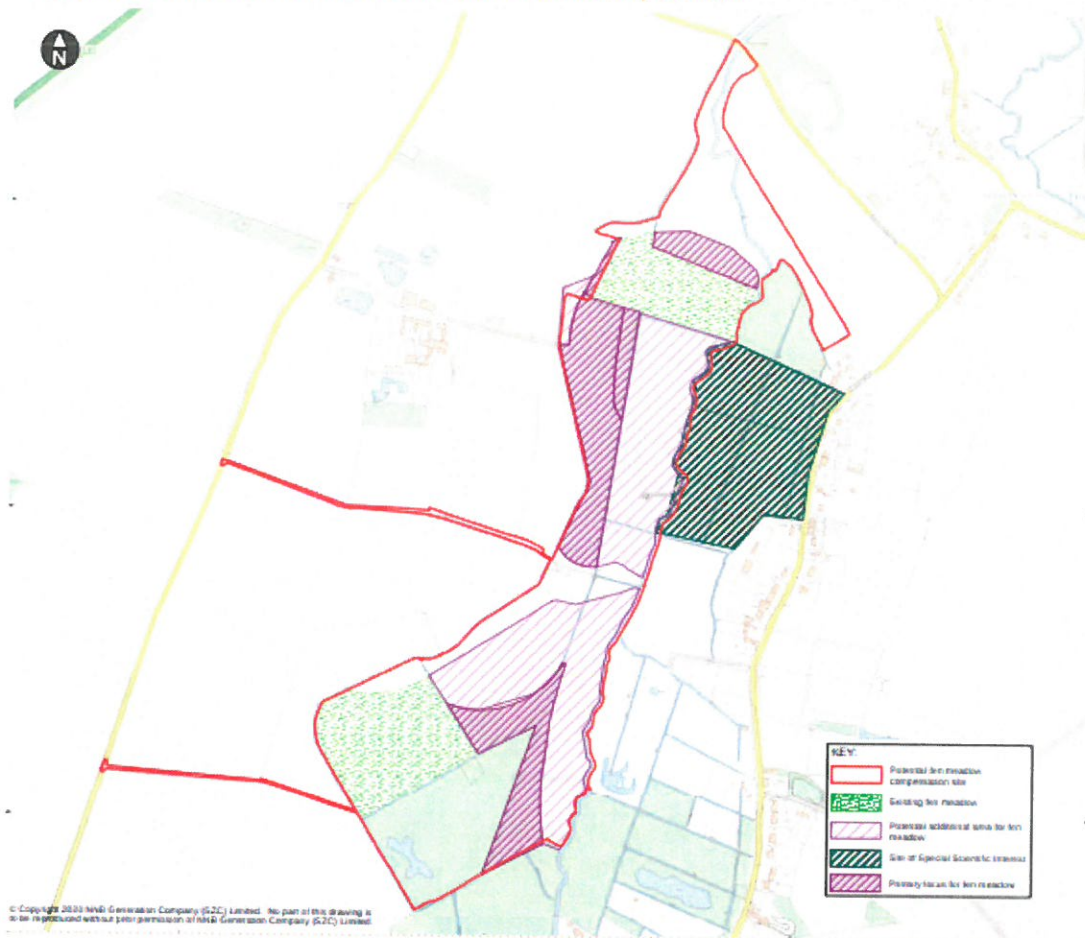 N
KEY:
Potential fen meadow
compensation site
Existing fen meadow
Potential additional area for fen
meadow
Site of Special Scientific Interest
Primary focus for fen meadow
© Copyright 2020 NNB Generation Company (SZC) Limited. No part of this drawing is
to be reproduced without prior permission of NNB Generation Company (SZC) Limited.